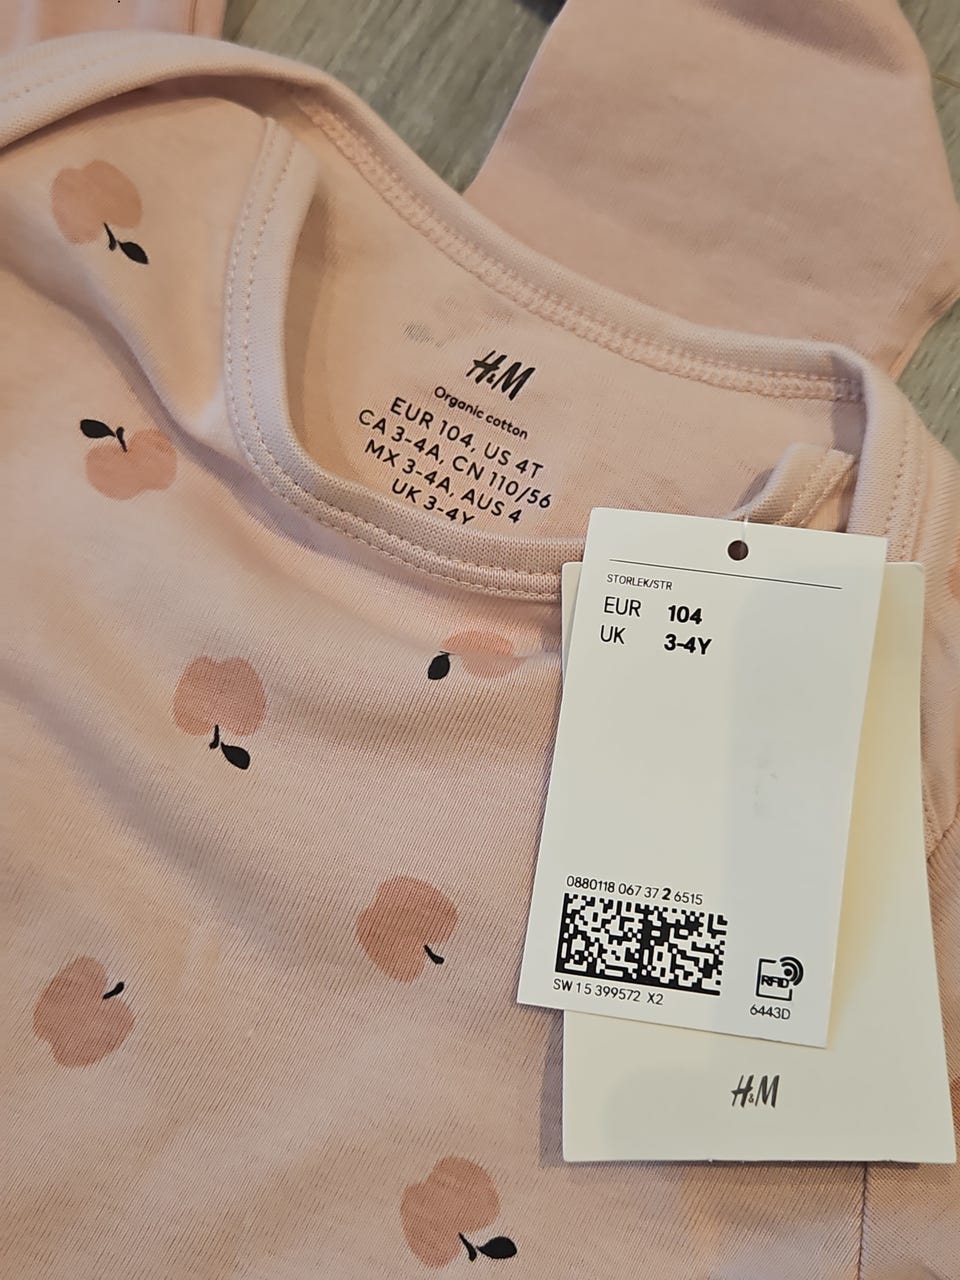 H&M
Organic cotton
EUR 104, US 4T
CA 3-4A, CN 110/56
MX 3-4A, AUS 4
UK 3-4Y
STORLEK/STR
EUR 104
UK 3-4Y
0880118 067 37 2 6515
SW 15 399572 X2
RFID
6443D
H&M